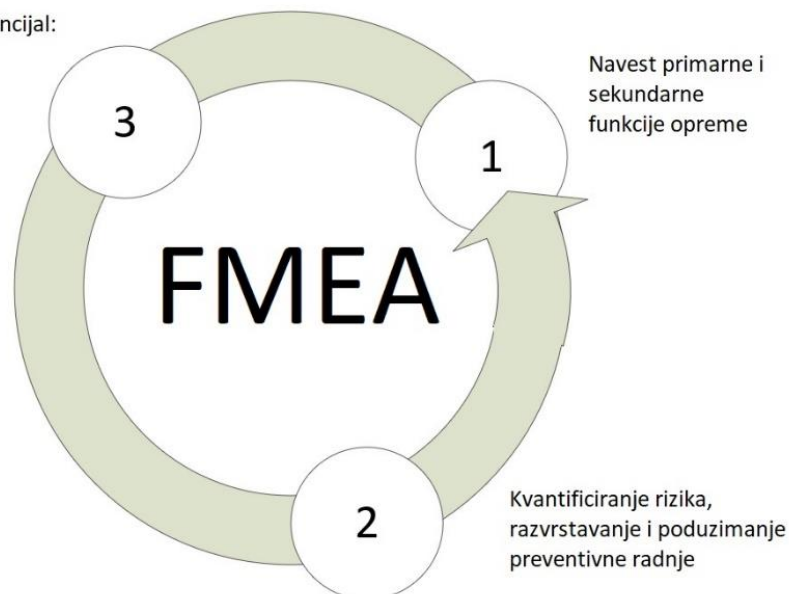 ncijal:
3
1
Navest primarne i
sekundarne
funkcije opreme
FMEA
2
Kvantificiranje rizika,
razvrstavanje i poduzimanje
preventivne radnje